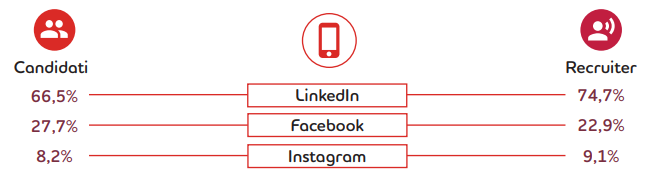 Candidati Recruiter
66,5% LinkedIn 74,7%
27,7% Facebook 22,9%
8,2% Instagram 9,1%